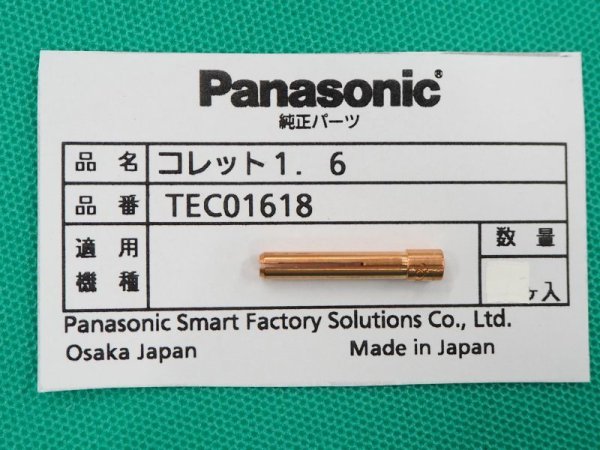 Panasonic®
純正パーツ
品名 コレット1．6
品番 TEC01618
適用機種 数量
ヶ入
Panasonic Smart Factory Solutions Co., Ltd.
Osaka Japan Made in Japan